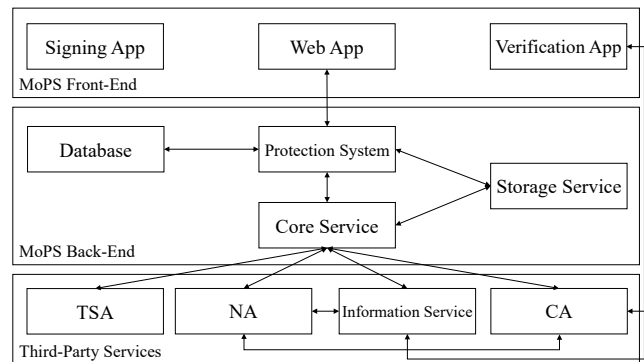 Signing App
Web App
Verification App
MoPS Front-End
Database
Protection System
Storage Service
Core Service
MoPS Back-End
TSA
NA
Information Service
CA
Third-Party Services